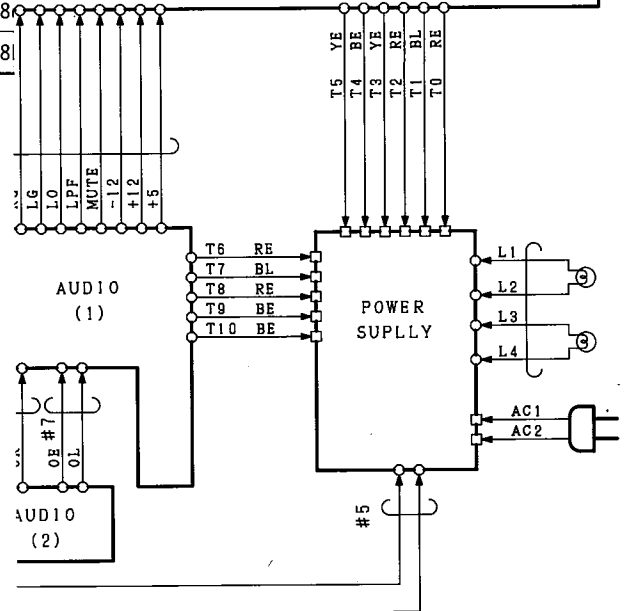 T5 YE
T4 BE
T3 YE
T2 RE
T1 BL
T0 RE
LG
LO
LPF
MUTE
-12
+12
+5
T6 RE
T7 BL
T8 RE
T9 BE
T10 BE
AUDIO
(1)
POWER
SUPLLY
L1
L2
L3
L4
AC1
AC2
#7
OE
OL
#5
AUDIO
(2)